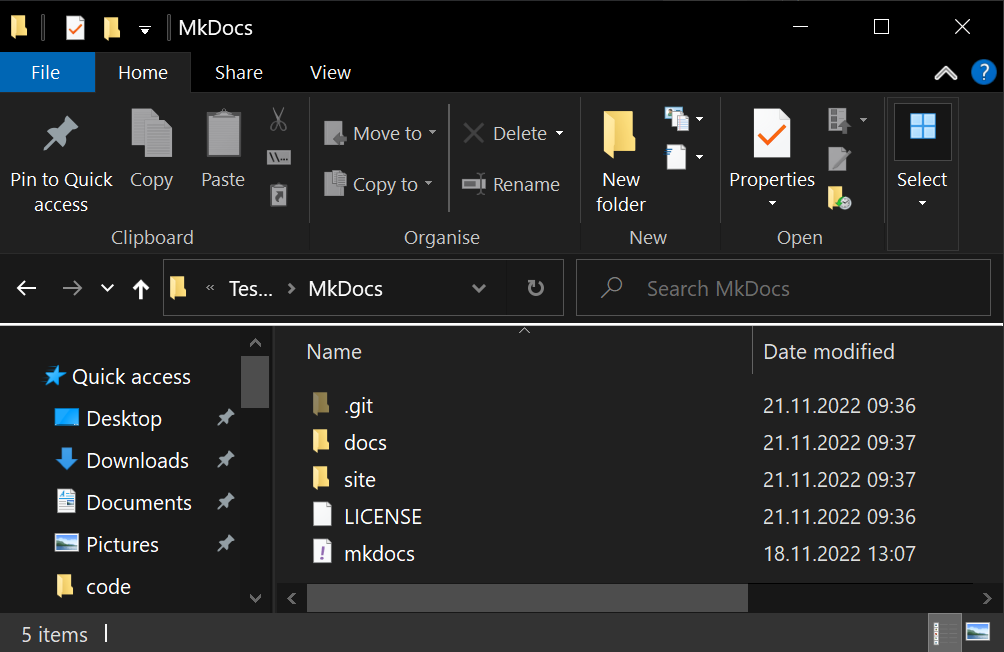 MkDocs
File Home Share View
?
Pin to Quick access
Copy
Paste
Move to
Copy to
Delete
Rename
New folder
Properties
Select
Clipboard Organise New Open
« Tes... MkDocs
Search MkDocs
Quick access
Desktop
Downloads
Documents
Pictures
code
Name Date modified
.git 21.11.2022 09:36
docs 21.11.2022 09:37
site 21.11.2022 09:37
LICENSE 21.11.2022 09:36
mkdocs 18.11.2022 13:07
5 items